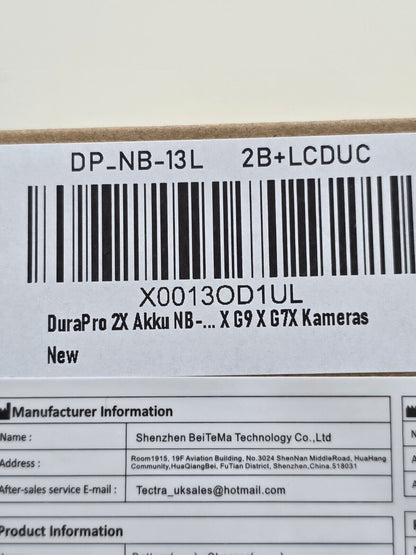 DP_NB-13L 2B+LCDUC
X0013OD1UL
DuraPro 2X Akku NB-... X G9 X G7X Kameras
New
Manufacturer Information
Name : Shenzhen BeiTeMa Technology Co.,Ltd
Address : Room1915, 19F Aviation Building, No.3024 ShenNan MiddleRoad, HuaHang
Community,HuaQiangBei, FuTian District, Shenzhen,China.518031
After-sales service E-mail : Tectra_uksales@hotmail.com
Product Information